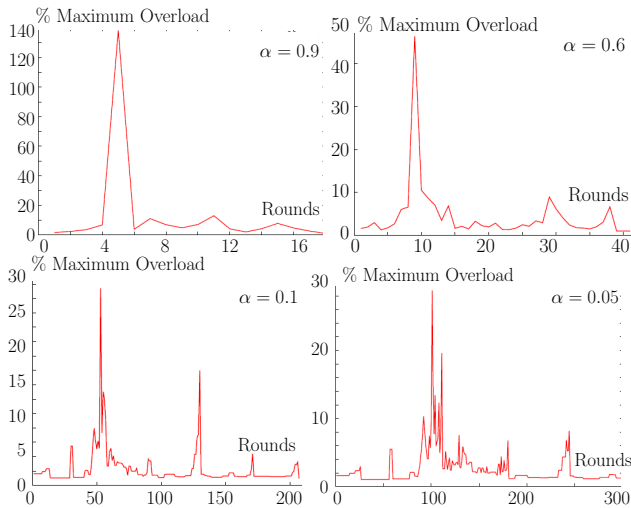 % Maximum Overload
140
120
100
80
60
40
20
0
α = 0.9
Rounds
0 4 8 12 16
% Maximum Overload
50
40
30
20
10
0
α = 0.6
Rounds
0 10 20 30 40
% Maximum Overload
30
25
20
15
10
5
0
α = 0.1
Rounds
0 50 100 150 200
% Maximum Overload
30
20
10
0
α = 0.05
Rounds
100 200 300